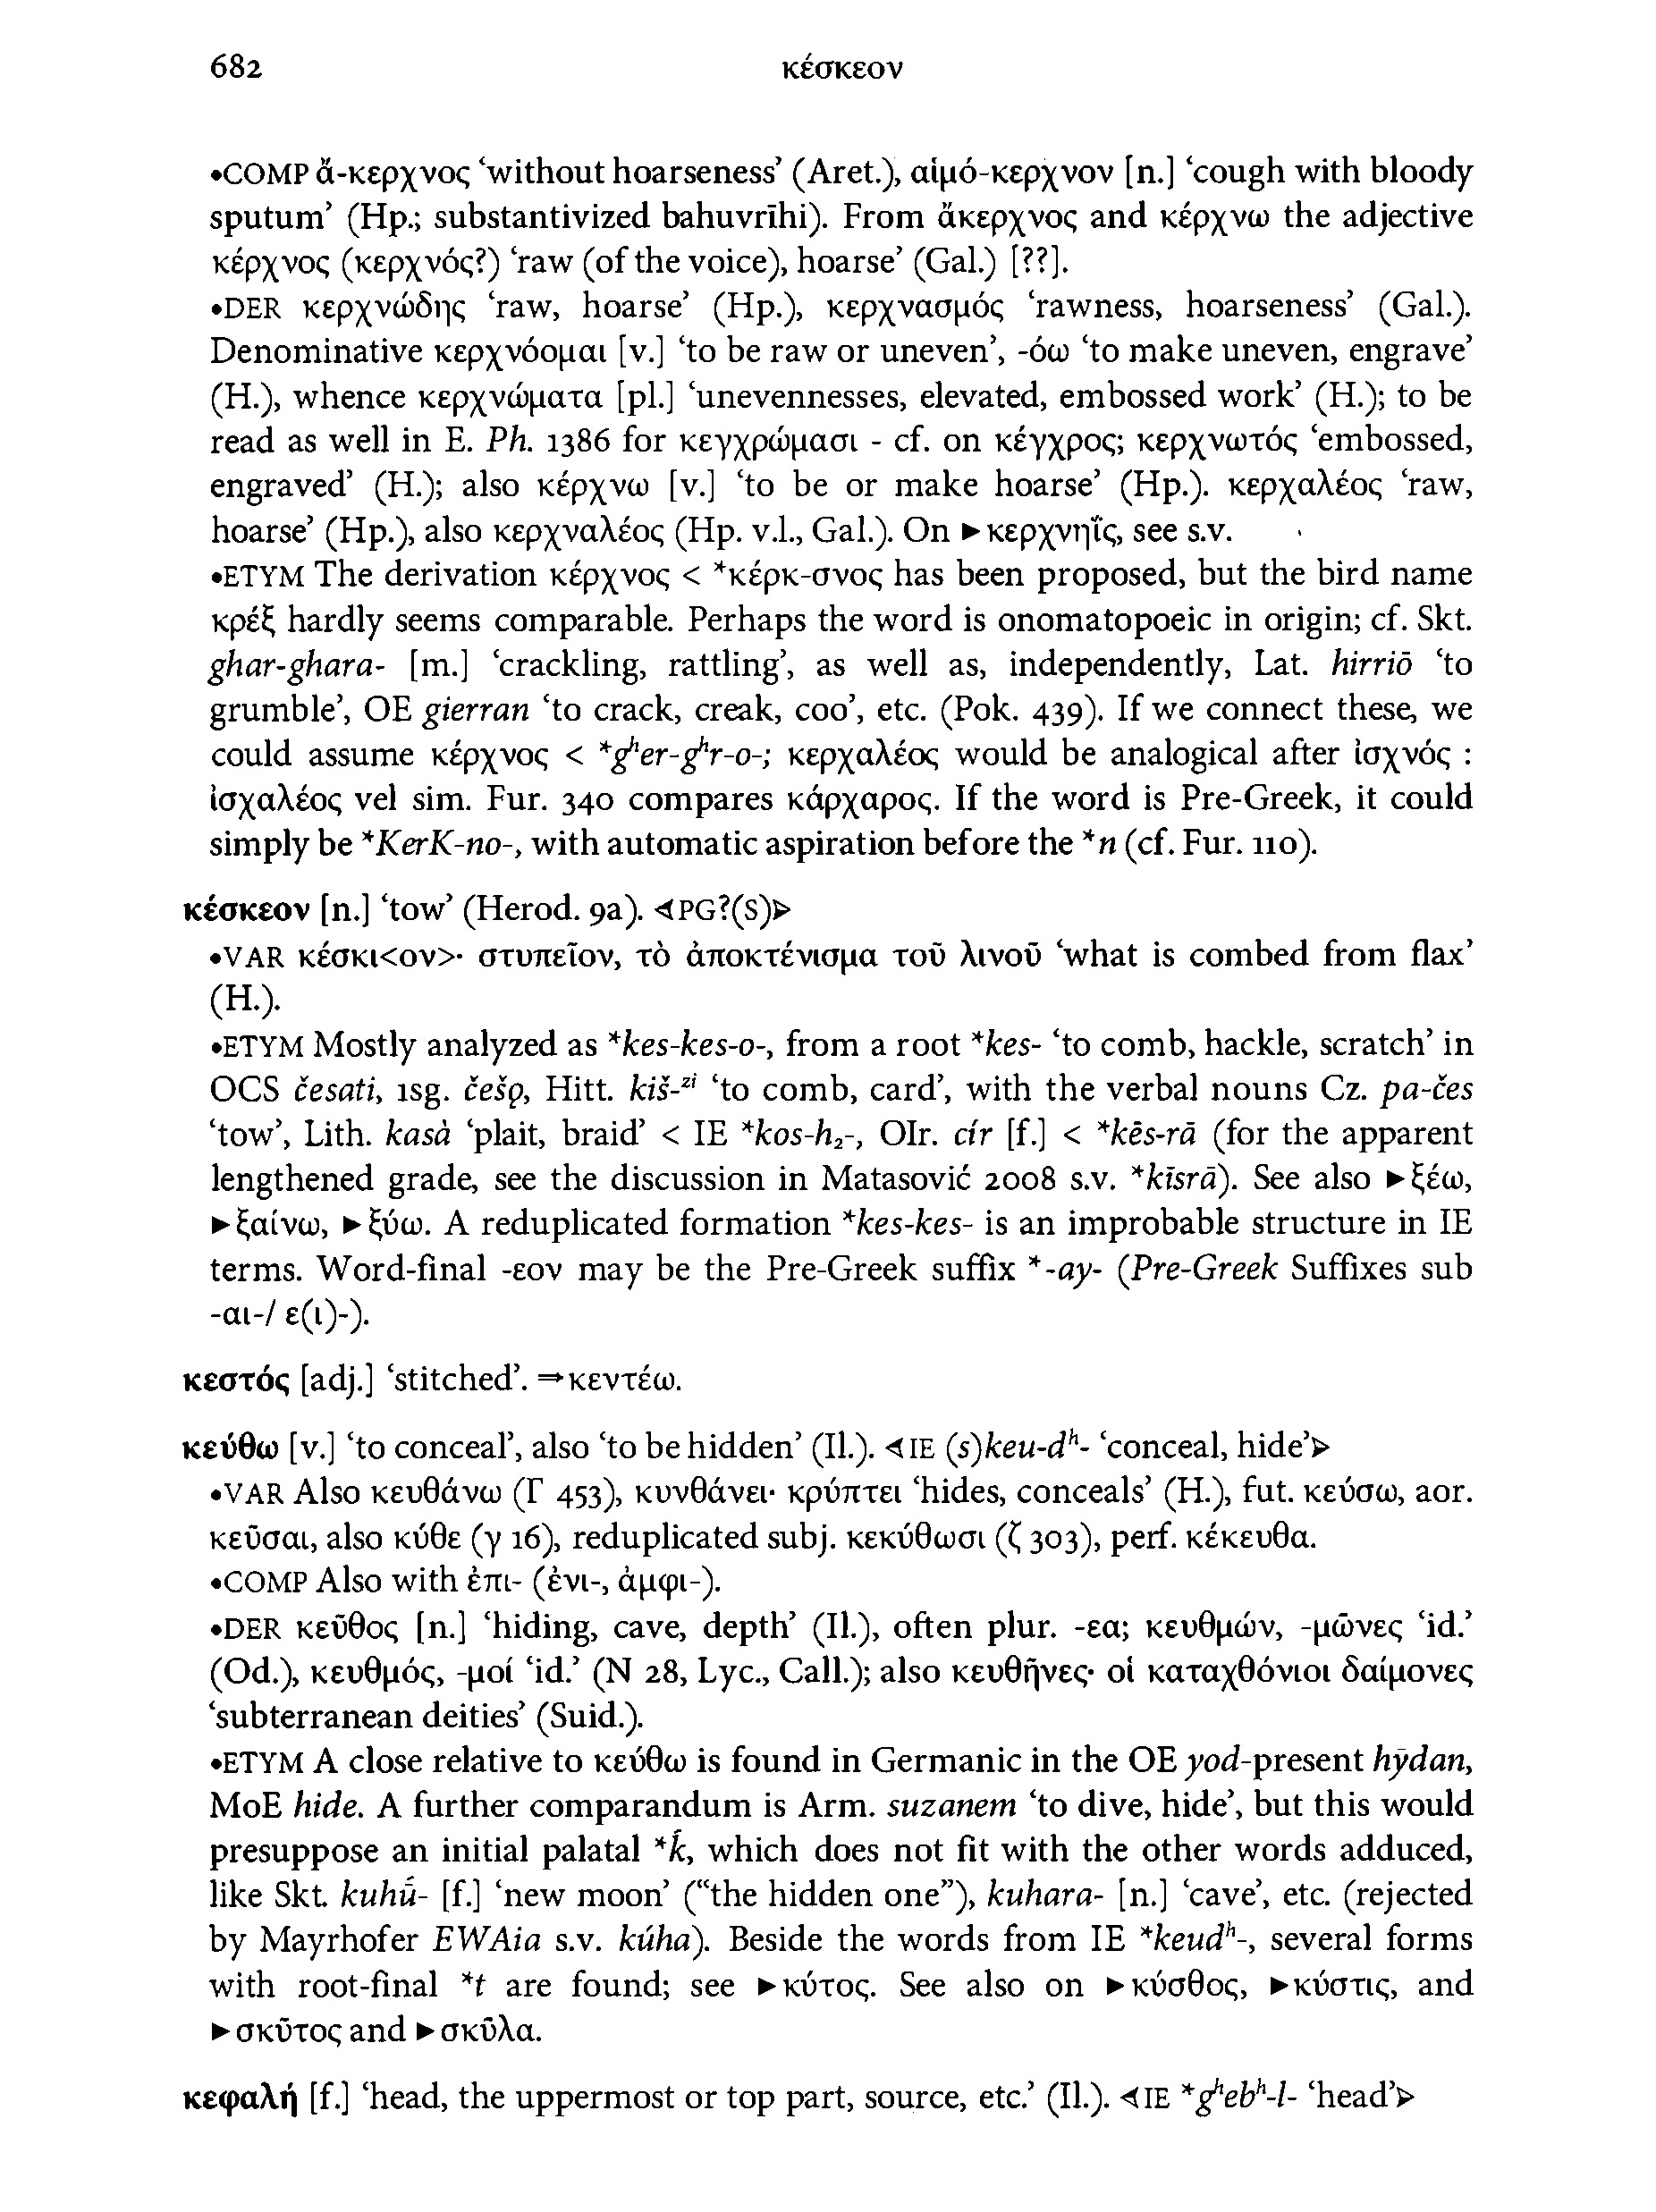 682
κέσκεον
•COMP ἄ-κερχνος ‘without hoarseness’ (Aret.), αἱμό-κερχνον [n.] ‘cough with bloody
sputum’ (Hp.; substantivized bahuvrīhi). From ἄκερχνος and κέρχνω the adjective
κέρχνος (κερχνός?) ‘raw (of the voice), hoarse’ (Gal.) [??].
•DER κερχνώδης ‘raw, hoarse’ (Hp.), κερχνασμός ‘rawness, hoarseness’ (Gal.).
Denominative κερχνόομαι [v.] ‘to be raw or uneven’, -όω ‘to make uneven, engrave’
(H.), whence κερχνώματα [pl.] ‘unevennesses, elevated, embossed work’ (H.); to be
read as well in E. Ph. 1386 for κεγχρώμασι - cf. on κέγχρος; κερχνωτός ‘embossed,
engraved’ (H.); also κέρχνω [v.] ‘to be or make hoarse’ (Hp.). κερχαλέος ‘raw,
hoarse’ (Hp.), also κερχναλέος (Hp. v.l., Gal.). On ►κερχνηΐς, see s.v.
•ETYM The derivation κέρχνος < *κέρκ-σνος has been proposed, but the bird name
κρέξ hardly seems comparable. Perhaps the word is onomatopoeic in origin; cf. Skt.
ghar-ghara- [m.] ‘crackling, rattling’, as well as, independently, Lat. hirriō ‘to
grumble’, OE gierran ‘to crack, creak, coo’, etc. (Pok. 439). If we connect these, we
could assume κέρχνος < *ǵʰer-ǵʰr-o-; κερχαλέος would be analogical after ἰσχνός :
ἰσχαλέος vel sim. Fur. 340 compares κάρχαρος. If the word is Pre-Greek, it could
simply be *KerK-no-, with automatic aspiration before the *n (cf. Fur. 110).
κέσκεον [n.] ‘tow’ (Herod. 9a). ⊲PG?(S)⊳
•VAR κέσκι<ον>· στυπεῖον, τὸ ἀποκτένισμα τοῦ λινοῦ ‘what is combed from flax’
(H.).
•ETYM Mostly analyzed as *kes-kes-o-, from a root *kes- ‘to comb, hackle, scratch’ in
OCS česati, 1sg. češǫ, Hitt. kiš-ᶻⁱ ‘to comb, card’, with the verbal nouns Cz. pa-čes
‘tow’, Lith. kasà ‘plait, braid’ < IE *kos-h₂-, OIr. cír [f.] < *kēs-rā (for the apparent
lengthened grade, see the discussion in Matasović 2008 s.v. *kīsrā). See also ►ξέω,
►ξαίνω, ►ξύω. A reduplicated formation *kes-kes- is an improbable structure in IE
terms. Word-final -εον may be the Pre-Greek suffix *-ay- (Pre-Greek Suffixes sub
-αι-/ ε(ι)-).
κεστός [adj.] ‘stitched’. ⇒κεντέω.
κεύθω [v.] ‘to conceal’, also ‘to be hidden’ (Il.). ⊲IE (s)keu-dʰ- ‘conceal, hide’⊳
•VAR Also κευθάνω (Γ 453), κυνθάνει· κρύπτει ‘hides, conceals’ (H.), fut. κεύσω, aor.
κεῦσαι, also κύθε (γ 16), reduplicated subj. κεκύθωσι (ζ 303), perf. κέκευθα.
•COMP Also with ἐπι- (ἐνι-, ἀμφι-).
•DER κεῦθος [n.] ‘hiding, cave, depth’ (Il.), often plur. -εα; κευθμών, -μῶνες ‘id.’
(Od.), κευθμός, -μοί ‘id.’ (N 28, Lyc., Call.); also κευθῆνες· οἱ καταχθόνιοι δαίμονες
‘subterranean deities’ (Suid.).
•ETYM A close relative to κεύθω is found in Germanic in the OE yod-present hȳdan,
MoE hide. A further comparandum is Arm. suzanem ‘to dive, hide’, but this would
presuppose an initial palatal *ḱ, which does not fit with the other words adduced,
like Skt. kuhū́- [f.] ‘new moon’ (“the hidden one”), kuhara- [n.] ‘cave’, etc. (rejected
by Mayrhofer EWAia s.v. kúha). Beside the words from IE *keudʰ-, several forms
with root-final *t are found; see ►κύτος. See also on ►κύσθος, ►κύστις, and
►σκῦτος and ►σκῦλα.
κεφαλή [f.] ‘head, the uppermost or top part, source, etc.’ (Il.). ⊲IE *ǵʰebʰ-l- ‘head’⊳